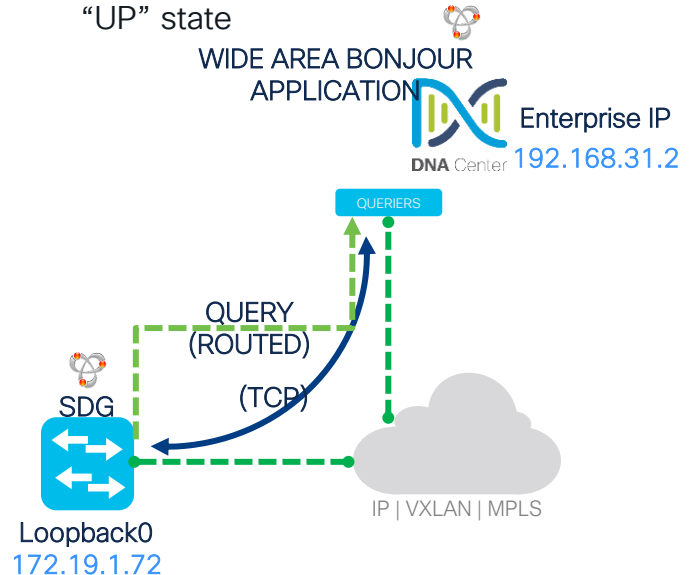 “UP” state
WIDE AREA BONJOUR
APPLICATION
Enterprise IP
DNA Center
192.168.31.2
QUERIERS
QUERY
(ROUTED)
(TCP)
SDG
IP | VXLAN | MPLS
Loopback0
172.19.1.72